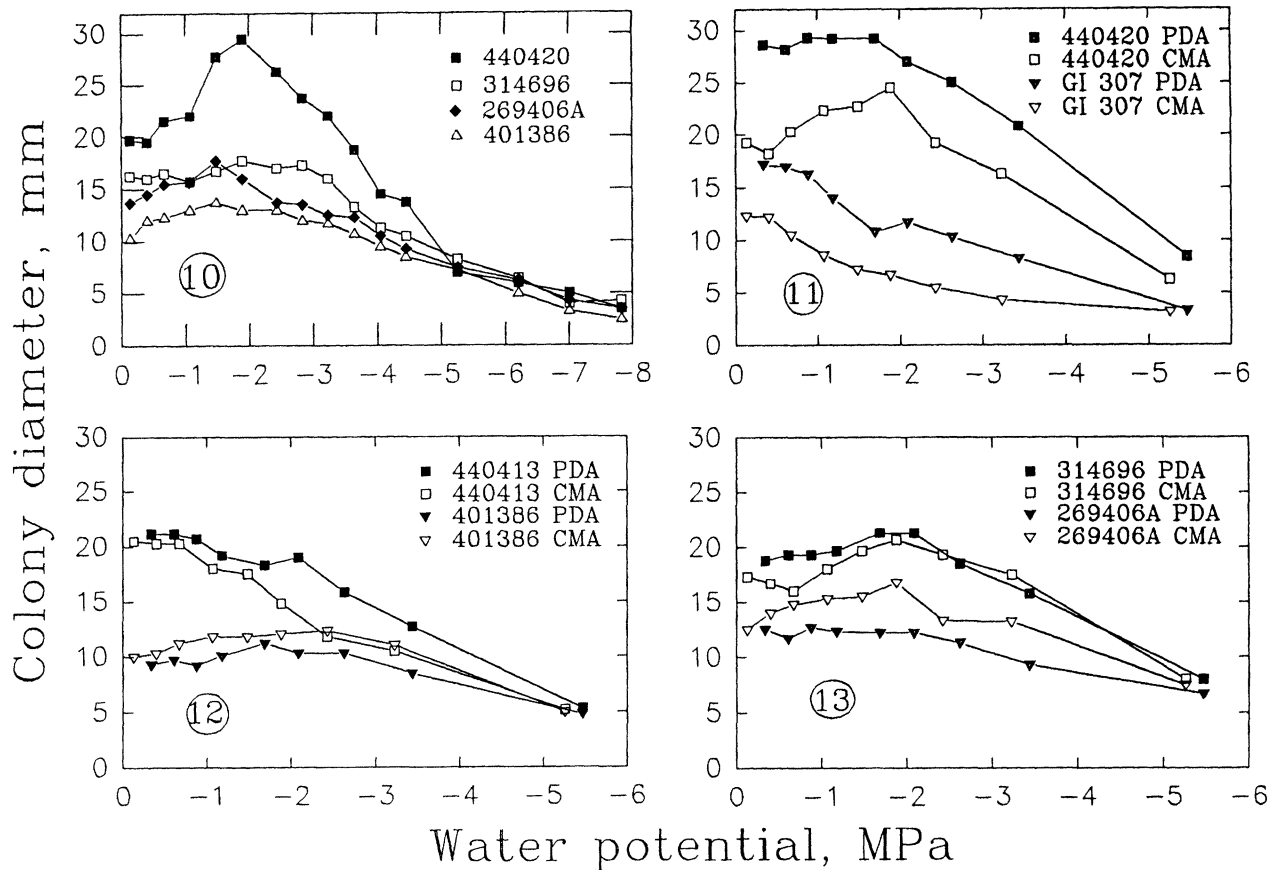 Colony diameter, mm
30
25
20
15
10
5
0
440420
314696
269406A
401386
10
0 -1 -2 -3 -4 -5 -6 -7 -8
30
25
20
15
10
5
0
440420 PDA
440420 CMA
GI 307 PDA
GI 307 CMA
11
0 -1 -2 -3 -4 -5 -6
30
25
20
15
10
5
0
440413 PDA
440413 CMA
401386 PDA
401386 CMA
12
0 -1 -2 -3 -4 -5 -6
30
25
20
15
10
5
0
314696 PDA
314696 CMA
269406A PDA
269406A CMA
13
0 -1 -2 -3 -4 -5 -6
Water potential, MPa